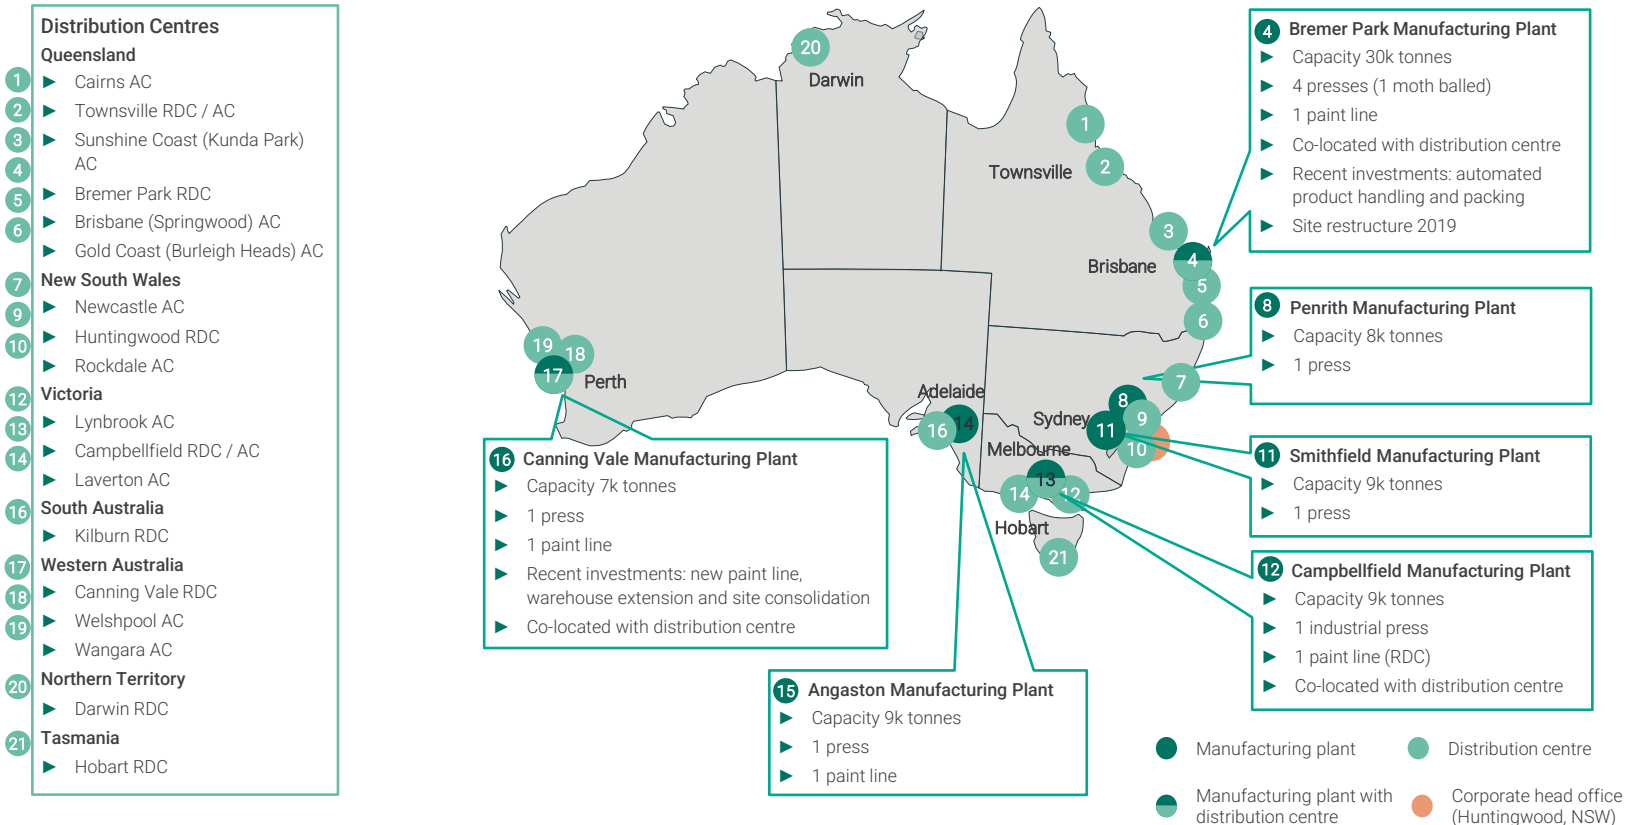 Distribution Centres
Queensland
1
► Cairns AC
2
► Townsville RDC / AC
3
► Sunshine Coast (Kunda Park)
AC
4
► Bremer Park RDC
5
► Brisbane (Springwood) AC
6
► Gold Coast (Burleigh Heads) AC
7
New South Wales
► Newcastle AC
9
► Huntingwood RDC
10
► Rockdale AC
12
Victoria
► Lynbrook AC
13
► Campbellfield RDC / AC
14
► Laverton AC
16
South Australia
► Kilburn RDC
17
Western Australia
► Canning Vale RDC
18
► Welshpool AC
19
► Wangara AC
20
Northern Territory
► Darwin RDC
21
Tasmania
► Hobart RDC
20
Darwin
1
Townsville
2
3
Brisbane
4
5
6
19
18
17
Perth
7
Adelaide
8
16
14
Sydney
9
11
10
Melbourne
13
14
12
Hobart
21
4 Bremer Park Manufacturing Plant
► Capacity 30k tonnes
► 4 presses (1 moth balled)
► 1 paint line
► Co-located with distribution centre
► Recent investments: automated
product handling and packing
► Site restructure 2019
8 Penrith Manufacturing Plant
► Capacity 8k tonnes
► 1 press
11 Smithfield Manufacturing Plant
► Capacity 9k tonnes
► 1 press
12 Campbellfield Manufacturing Plant
► Capacity 9k tonnes
► 1 industrial press
► 1 paint line (RDC)
► Co-located with distribution centre
16 Canning Vale Manufacturing Plant
► Capacity 7k tonnes
► 1 press
► 1 paint line
► Recent investments: new paint line,
warehouse extension and site consolidation
► Co-located with distribution centre
15 Angaston Manufacturing Plant
► Capacity 9k tonnes
► 1 press
► 1 paint line
Manufacturing plant
Distribution centre
Manufacturing plant with
distribution centre
Corporate head office
(Huntingwood, NSW)